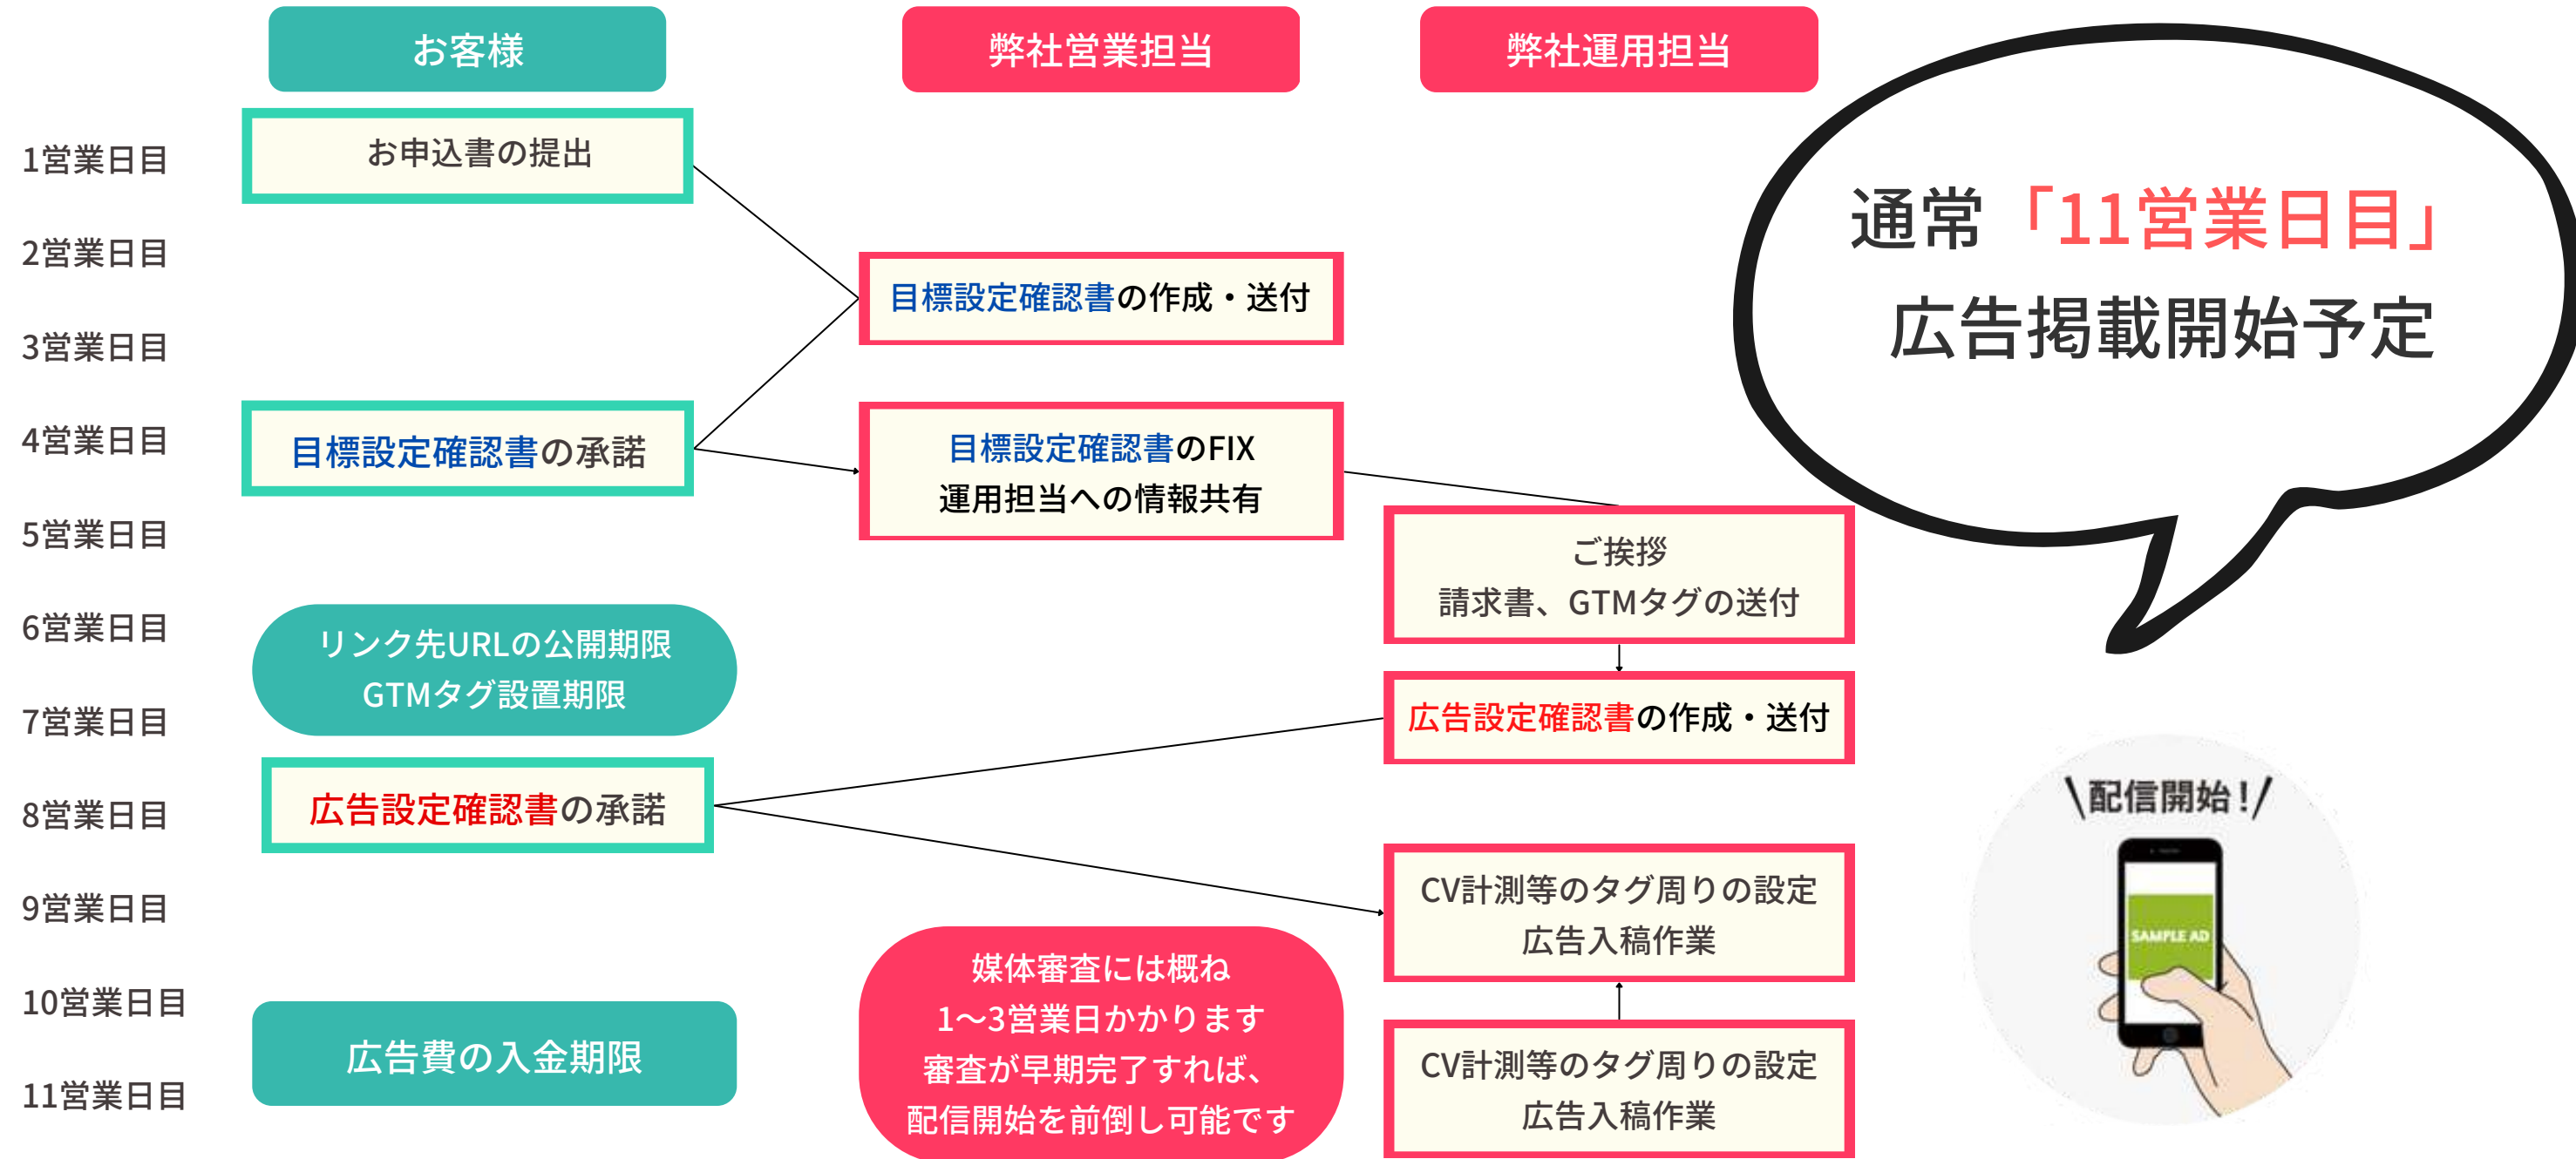 お客様
弊社営業担当
弊社運用担当
1営業日目
お申込書の提出
通常「11営業日目」
広告掲載開始予定
2営業日目
目標設定確認書の作成・送付
3営業日目
4営業日目
目標設定確認書の承諾
目標設定確認書のFIX
運用担当への情報共有
5営業日目
ご挨拶
請求書、GTMタグの送付
6営業日目
リンク先URLの公開期限
GTMタグ設置期限
7営業日目
広告設定確認書の作成・送付
8営業日目
広告設定確認書の承諾
\配信開始!/
SAMPLE AD
9営業日目
CV計測等のタグ周りの設定
広告入稿作業
媒体審査には概ね
1〜3営業日かかります
審査が早期完了すれば、
配信開始を前倒し可能です
10営業日目
広告費の入金期限
CV計測等のタグ周りの設定
広告入稿作業
11営業日目